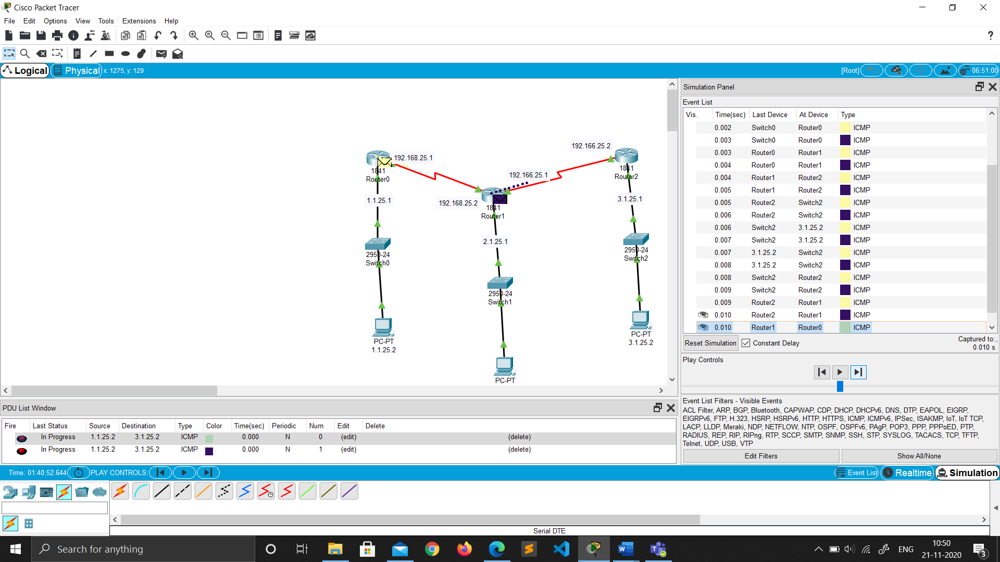 Cisco Packet Tracer
File Edit Options View Tools Extensions Help
?
Logical Physical x: 1275, y: 129 [Root] 06:51:00
192.168.25.1
1841
Router0
1.1.25.1
2950-24
Switch0
PC-PT
1.1.25.2
192.166.25.1
192.168.25.2
1841
Router1
2.1.25.1
2950-24
Switch1
PC-PT
192.166.25.2
1841
Router2
3.1.25.1
2950-24
Switch2
PC-PT
3.1.25.2
Simulation Panel
Event List
Vis. Time(sec) Last Device At Device Type
0.002 Switch0 Router0 ICMP
0.003 Switch0 Router0 ICMP
0.003 Router0 Router1 ICMP
0.004 Router0 Router1 ICMP
0.004 Router1 Router2 ICMP
0.005 Router1 Router2 ICMP
0.005 Router2 Switch2 ICMP
0.006 Router2 Switch2 ICMP
0.006 Switch2 3.1.25.2 ICMP
0.007 Switch2 3.1.25.2 ICMP
0.007 3.1.25.2 Switch2 ICMP
0.008 3.1.25.2 Switch2 ICMP
0.008 Switch2 Router2 ICMP
0.009 Switch2 Router2 ICMP
0.009 Router2 Router1 ICMP
0.010 Router2 Router1 ICMP
0.010 Router1 Router0 ICMP
Reset Simulation Constant Delay
Captured to:
0.010 s
Play Controls
Event List Filters - Visible Events
ACL Filter, ARP, BGP, Bluetooth, CAPWAP, CDP, DHCP, DHCPv6, DNS, DTP, EAPOL, EIGRP,
EIGRPv6, FTP, H.323, HSRP, HSRPv6, HTTP, HTTPS, ICMP, ICMPv6, IPSec, ISAKMP, IoT, IoT TCP,
LACP, LLDP, Meraki, NDP, NETFLOW, NTP, OSPF, OSPFv6, PAgP, POP3, PPP, PPPoED, PTP,
RADIUS, REP, RIP, RIPng, RTP, SCCP, SMTP, SNMP, SSH, STP, SYSLOG, TACACS, TCP, TFTP,
Telnet, UDP, USB, VTP
Edit Filters Show All/None
PDU List Window
Fire Last Status Source Destination Type Color Time(sec) Periodic Num Edit Delete
In Progress 1.1.25.2 3.1.25.2 ICMP 0.000 N 0 (edit) (delete)
In Progress 1.1.25.2 3.1.25.2 ICMP 0.000 N 1 (edit) (delete)
Time: 01:40:52.644 PLAY CONTROLS: Event List Realtime Simulation
Serial DTE
Search for anything
ENG
10:50
21-11-2020
3